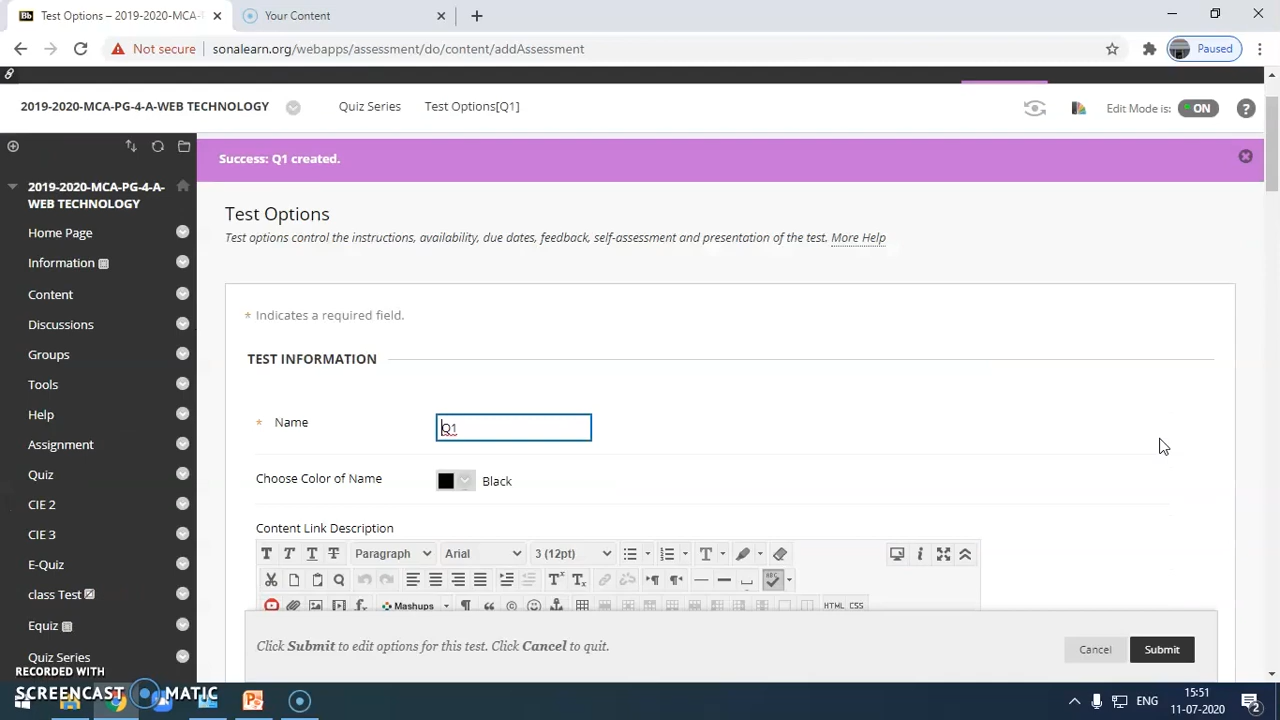 Bb Test Options – 2019-2020-MCA-
Your Content
Not secure sonalearn.org/webapps/assessment/do/content/addAssessment
Paused
2019-2020-MCA-PG-4-A-WEB TECHNOLOGY
Quiz Series
Test Options[Q1]
Edit Mode is: ON
?
Success: Q1 created.
2019-2020-MCA-PG-4-A-
WEB TECHNOLOGY
Home Page
Information
Content
Discussions
Groups
Tools
Help
Assignment
Quiz
CIE 2
CIE 3
E-Quiz
class Test
Equiz
Quiz Series
Test Options
Test options control the instructions, availability, due dates, feedback, self-assessment and presentation of the test. More Help
* Indicates a required field.
TEST INFORMATION
* Name
Q1
Choose Color of Name
Black
Content Link Description
T T T T Paragraph Arial 3 (12pt) T
ABC
Mashups HTML CSS
Click Submit to edit options for this test. Click Cancel to quit.
Cancel
Submit
RECORDED WITH
SCREENCAST MATIC
ENG
15:51
11-07-2020
2